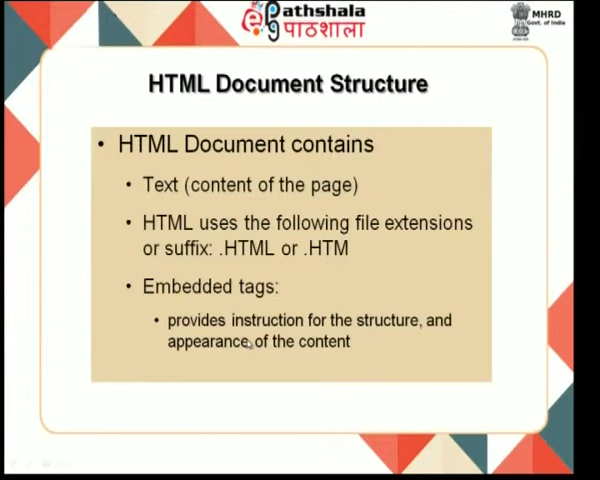 Pathshala
पाठशाला
MHRD
Govt. of India
HTML Document Structure
• HTML Document contains
• Text (content of the page)
• HTML uses the following file extensions
or suffix: .HTML or .HTM
• Embedded tags:
• provides instruction for the structure, and
appearance of the content